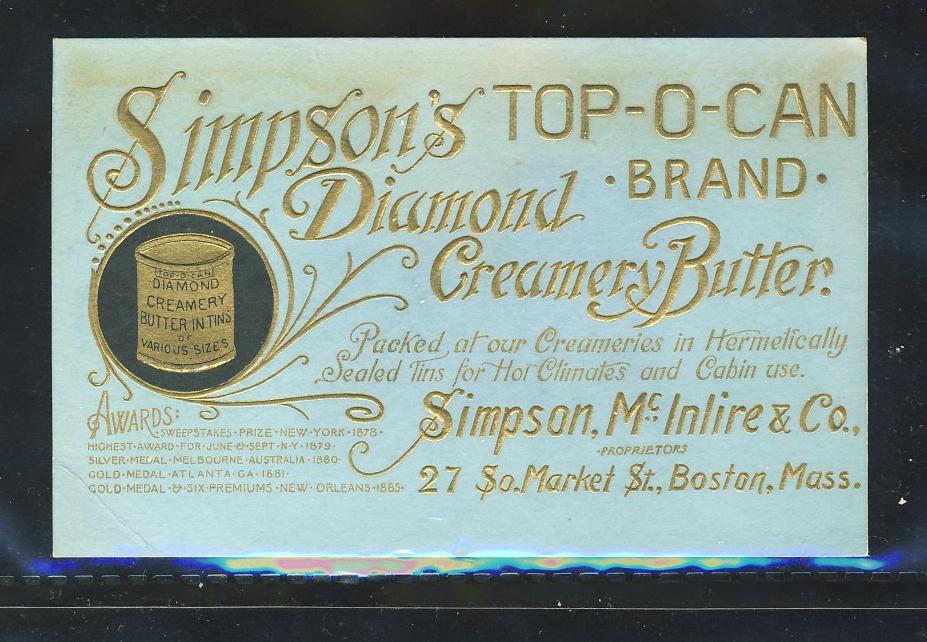 Simpson's TOP-O-CAN
·BRAND·
Diamond
Creamery Butter.
TOP-O-CAN
DIAMOND
CREAMERY
BUTTER IN TINS
OF
VARIOUS SIZES
Packed at our Creameries in Hermetically
Sealed Tins for Hot Climates and Cabin use.
AWARDS:
SWEEPSTAKES·PRIZE·NEW·YORK·1878·
HIGHEST·AWARD·FOR·JUNE·&·SEPT·N·Y·1879·
SILVER·MEDAL·MELBOURNE·AUSTRALIA·1880·
GOLD·MEDAL·ATLANTA·GA·1881·
GOLD·MEDAL·&·SIX·PREMIUMS·NEW·ORLEANS·1885·
Simpson, Mc Inlire & Co.,
·PROPRIETORS
27 So. Market St., Boston, Mass.